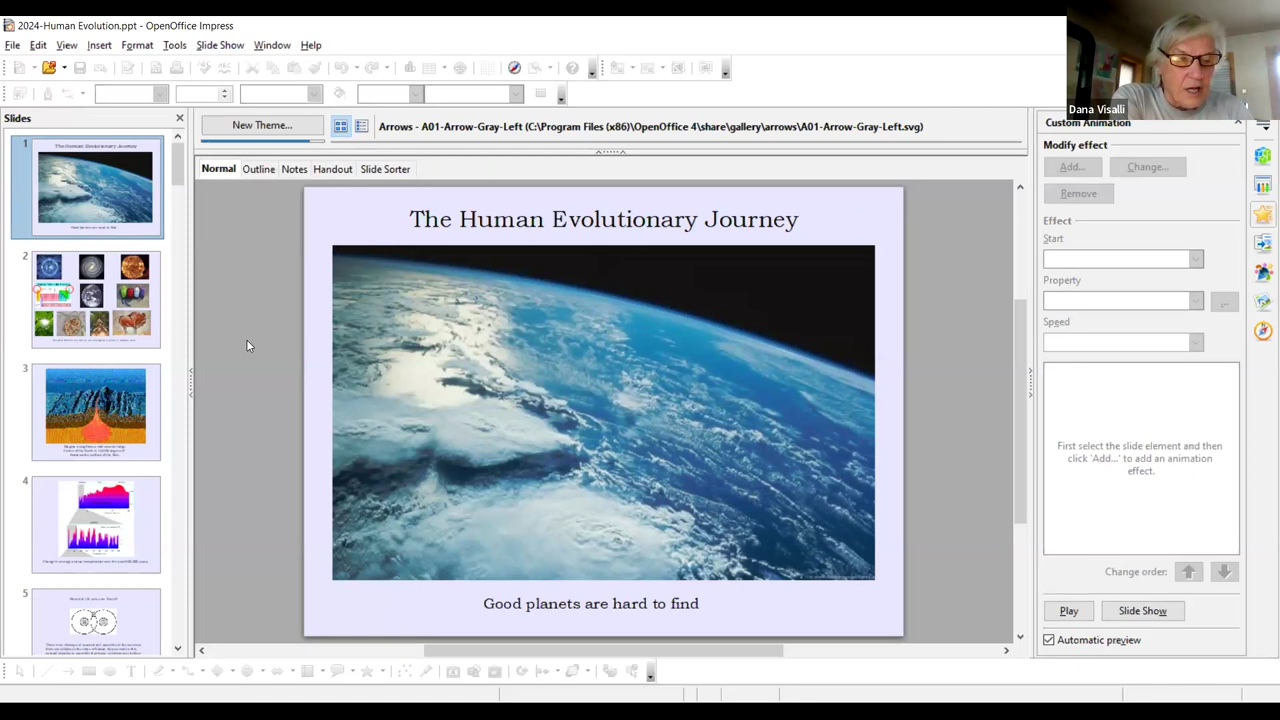 2024-Human Evolution.ppt - OpenOffice Impress
File Edit View Insert Format Tools Slide Show Window Help
Dana Visalli
Slides
New Theme...
Arrows - A01-Arrow-Gray-Left (C:\Program Files (x86)\OpenOffice 4\share\gallery\arrows\A01-Arrow-Gray-Left.svg)
Normal Outline Notes Handout Slide Sorter
1
The Human Evolutionary Journey
2
3
4
5
The Human Evolutionary Journey
Good planets are hard to find
Custom Animation
Modify effect
Add...
Change...
Remove
Effect
Start
Property
...
Speed
First select the slide element and then
click 'Add...' to add an animation
effect.
Change order:
Play
Slide Show
Automatic preview